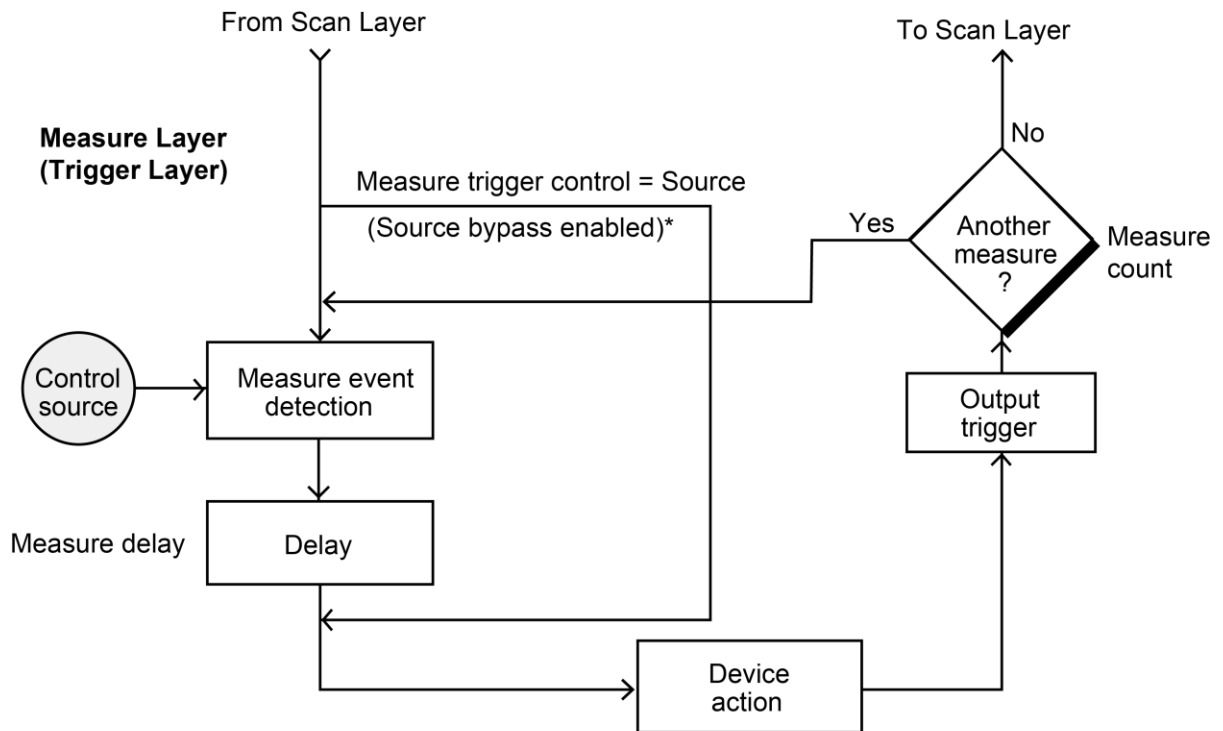 From Scan Layer
To Scan Layer
Measure Layer
(Trigger Layer)
No
Measure trigger control = Source
(Source bypass enabled)*
Yes
Another
measure
?
Measure
count
Control
source
Measure event
detection
Output
trigger
Measure delay
Delay
Device
action